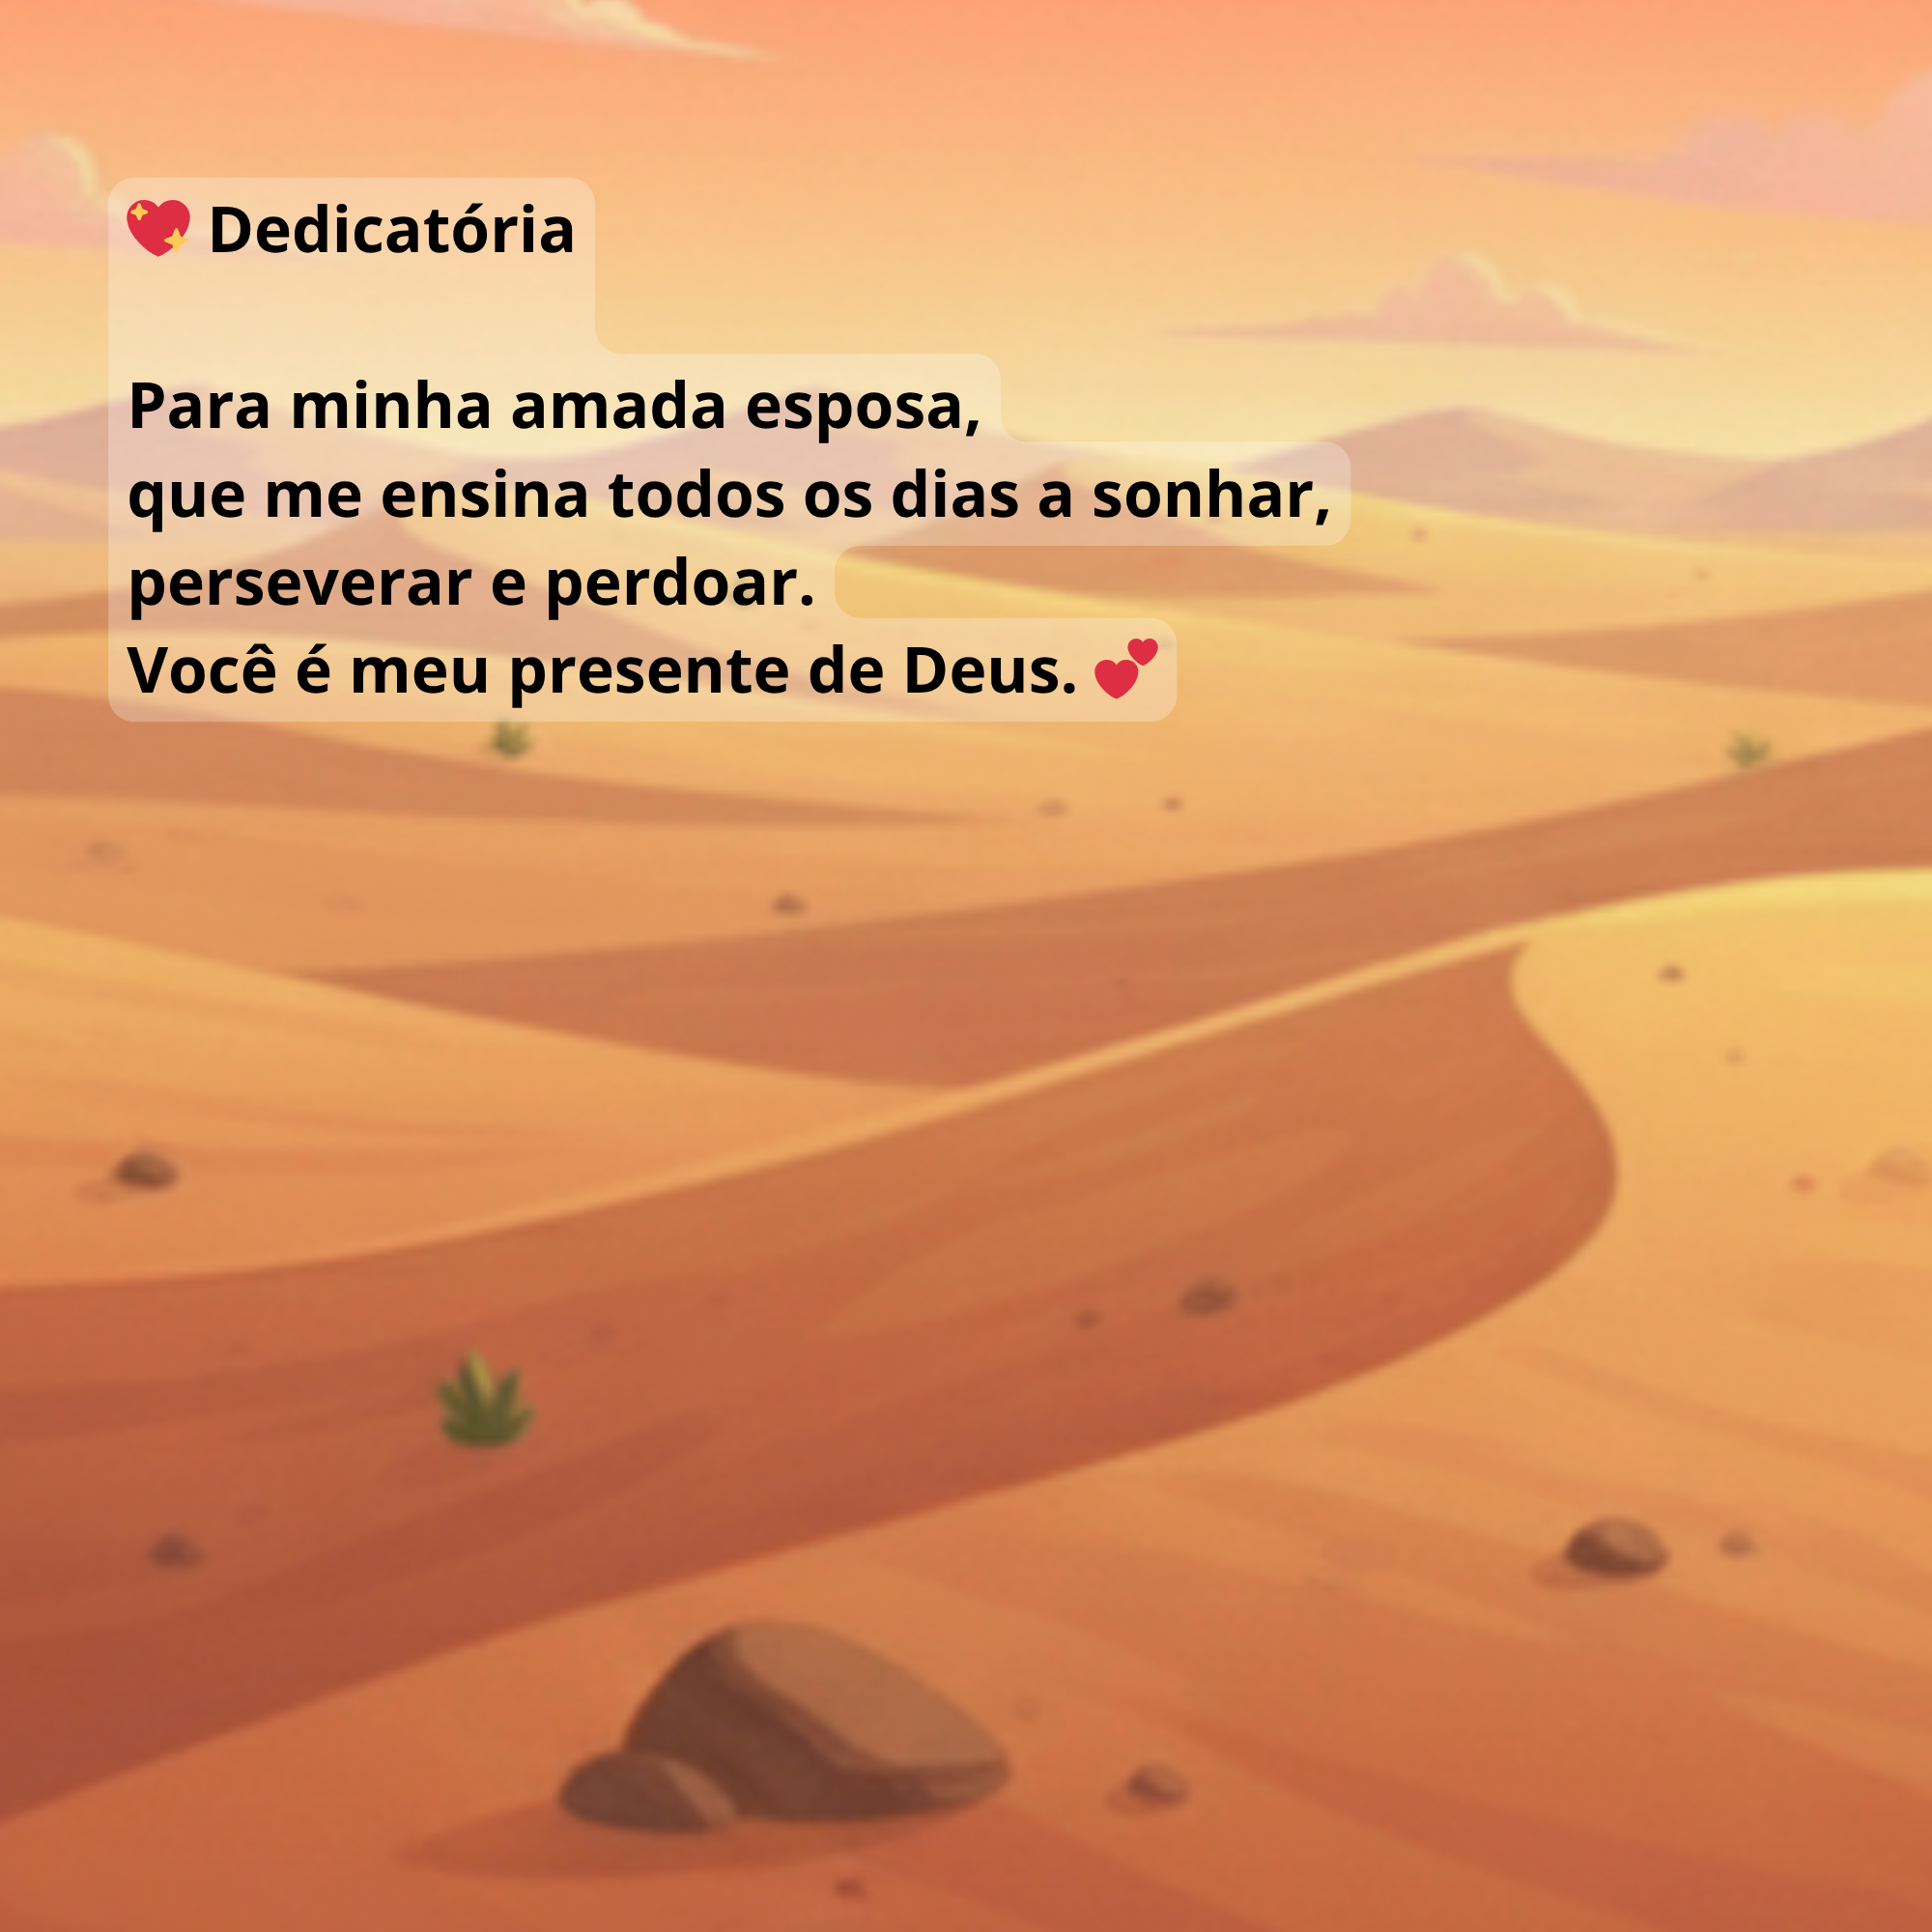 💖 Dedicatória
Para minha amada esposa,
que me ensina todos os dias a sonhar,
perseverar e perdoar.
Você é meu presente de Deus. 💕